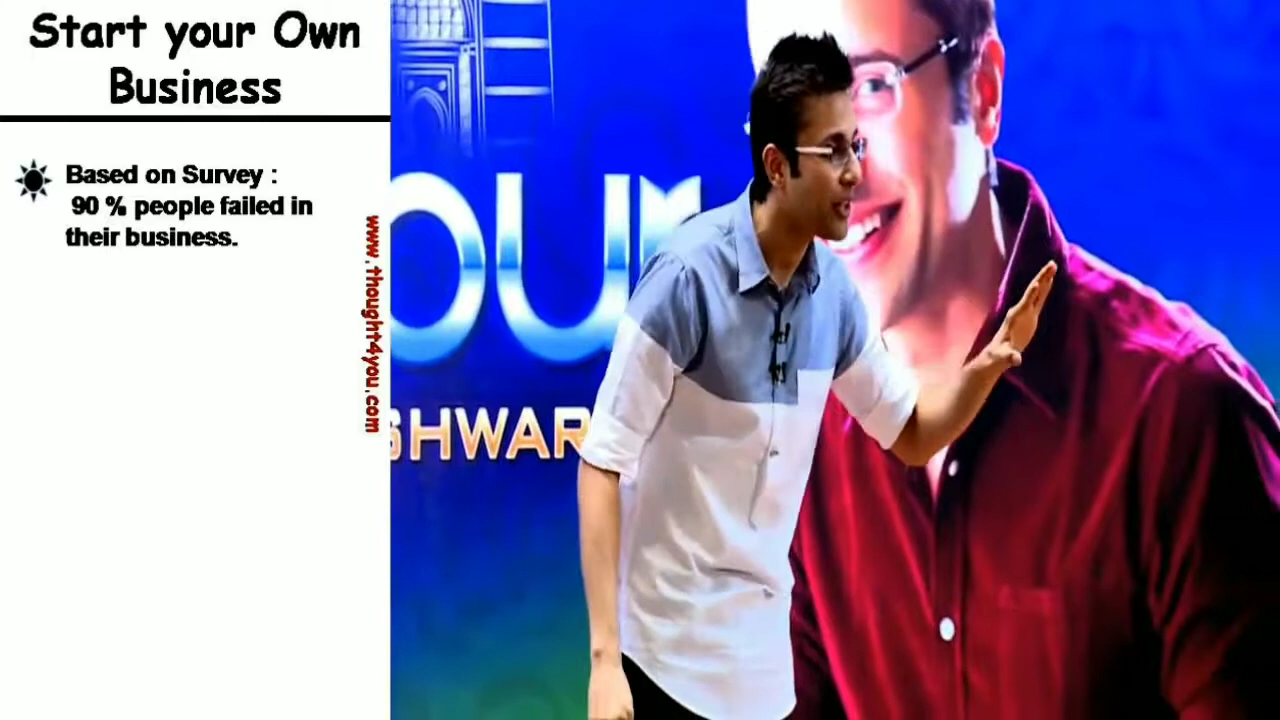 Start your Own
Business
Based on Survey :
90 % people failed in
their business.
www.thought4you.com
our
SHWAR